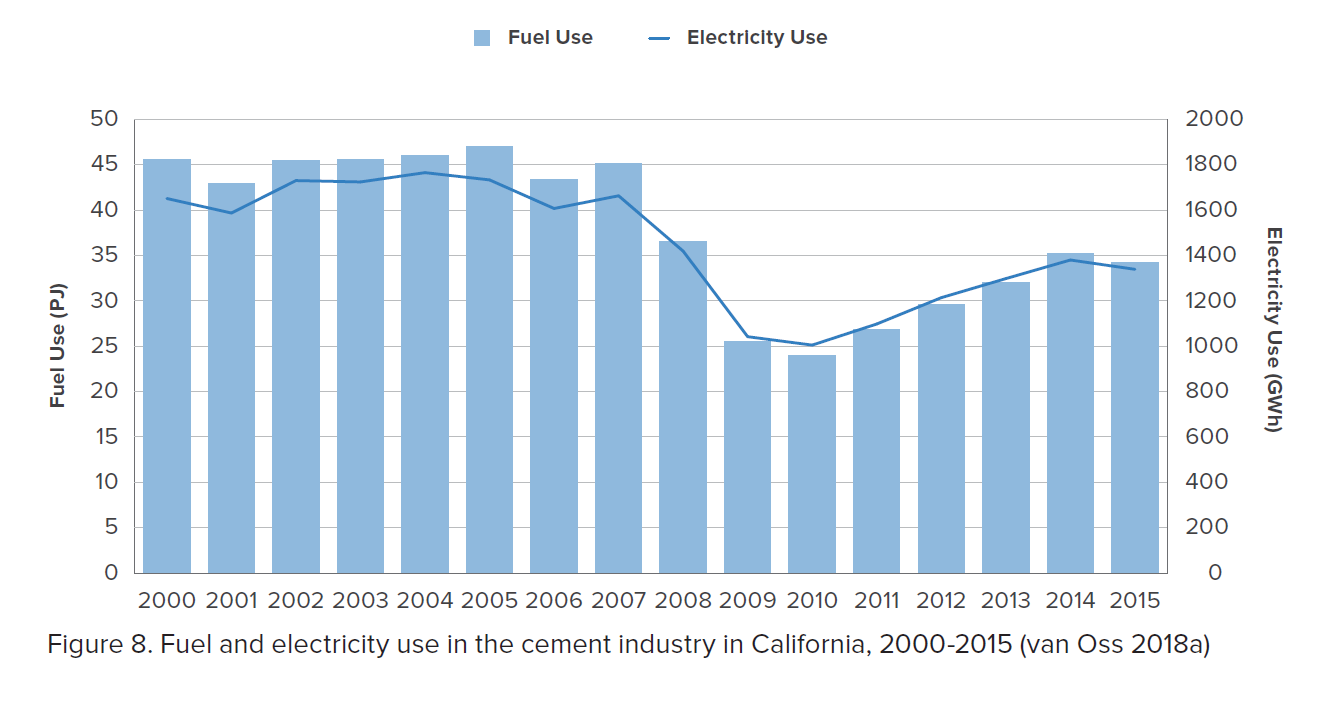 Fuel Use Electricity Use
50 2000
45 1800
40 1600
35 1400
30 1200
25 1000
20 800
15 600
10 400
5 200
0 0
Fuel Use (PJ)
Electricity Use (GWh)
2000 2001 2002 2003 2004 2005 2006 2007 2008 2009 2010 2011 2012 2013 2014 2015
Figure 8. Fuel and electricity use in the cement industry in California, 2000-2015 (van Oss 2018a)